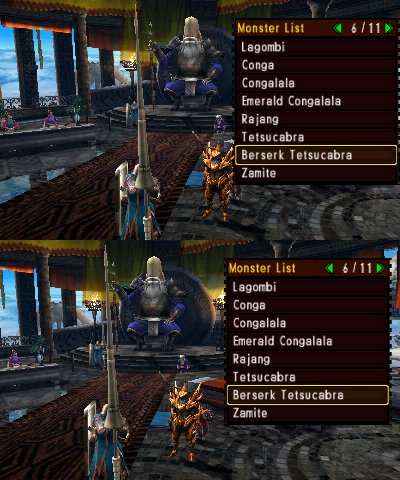 Monster List 6 / 11
Lagombi
Conga
Congalala
Emerald Congalala
Rajang
Tetsucabra
Berserk Tetsucabra
Zamite
Monster List 6 / 11
Lagombi
Conga
Congalala
Emerald Congalala
Rajang
Tetsucabra
Berserk Tetsucabra
Zamite